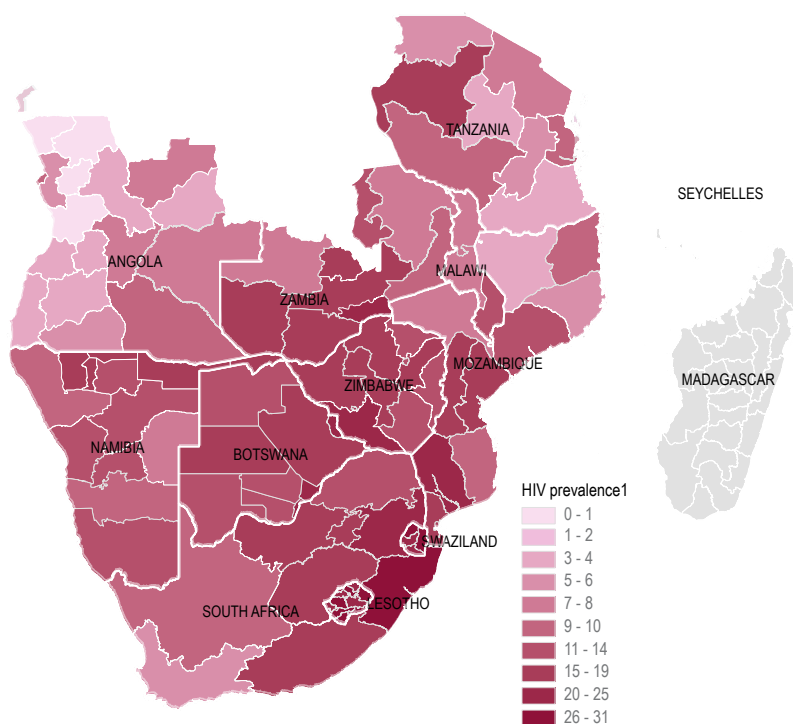 TANZANIA
SEYCHELLES
ANGOLA
MALAWI
ZAMBIA
MOZAMBIQUE
MADAGASCAR
ZIMBABWE
NAMIBIA
BOTSWANA
HIV prevalence1
0 - 1
1 - 2
3 - 4
5 - 6
7 - 8
9 - 10
11 - 14
15 - 19
20 - 25
26 - 31
SWAZILAND
SOUTH AFRICA
LESOTHO